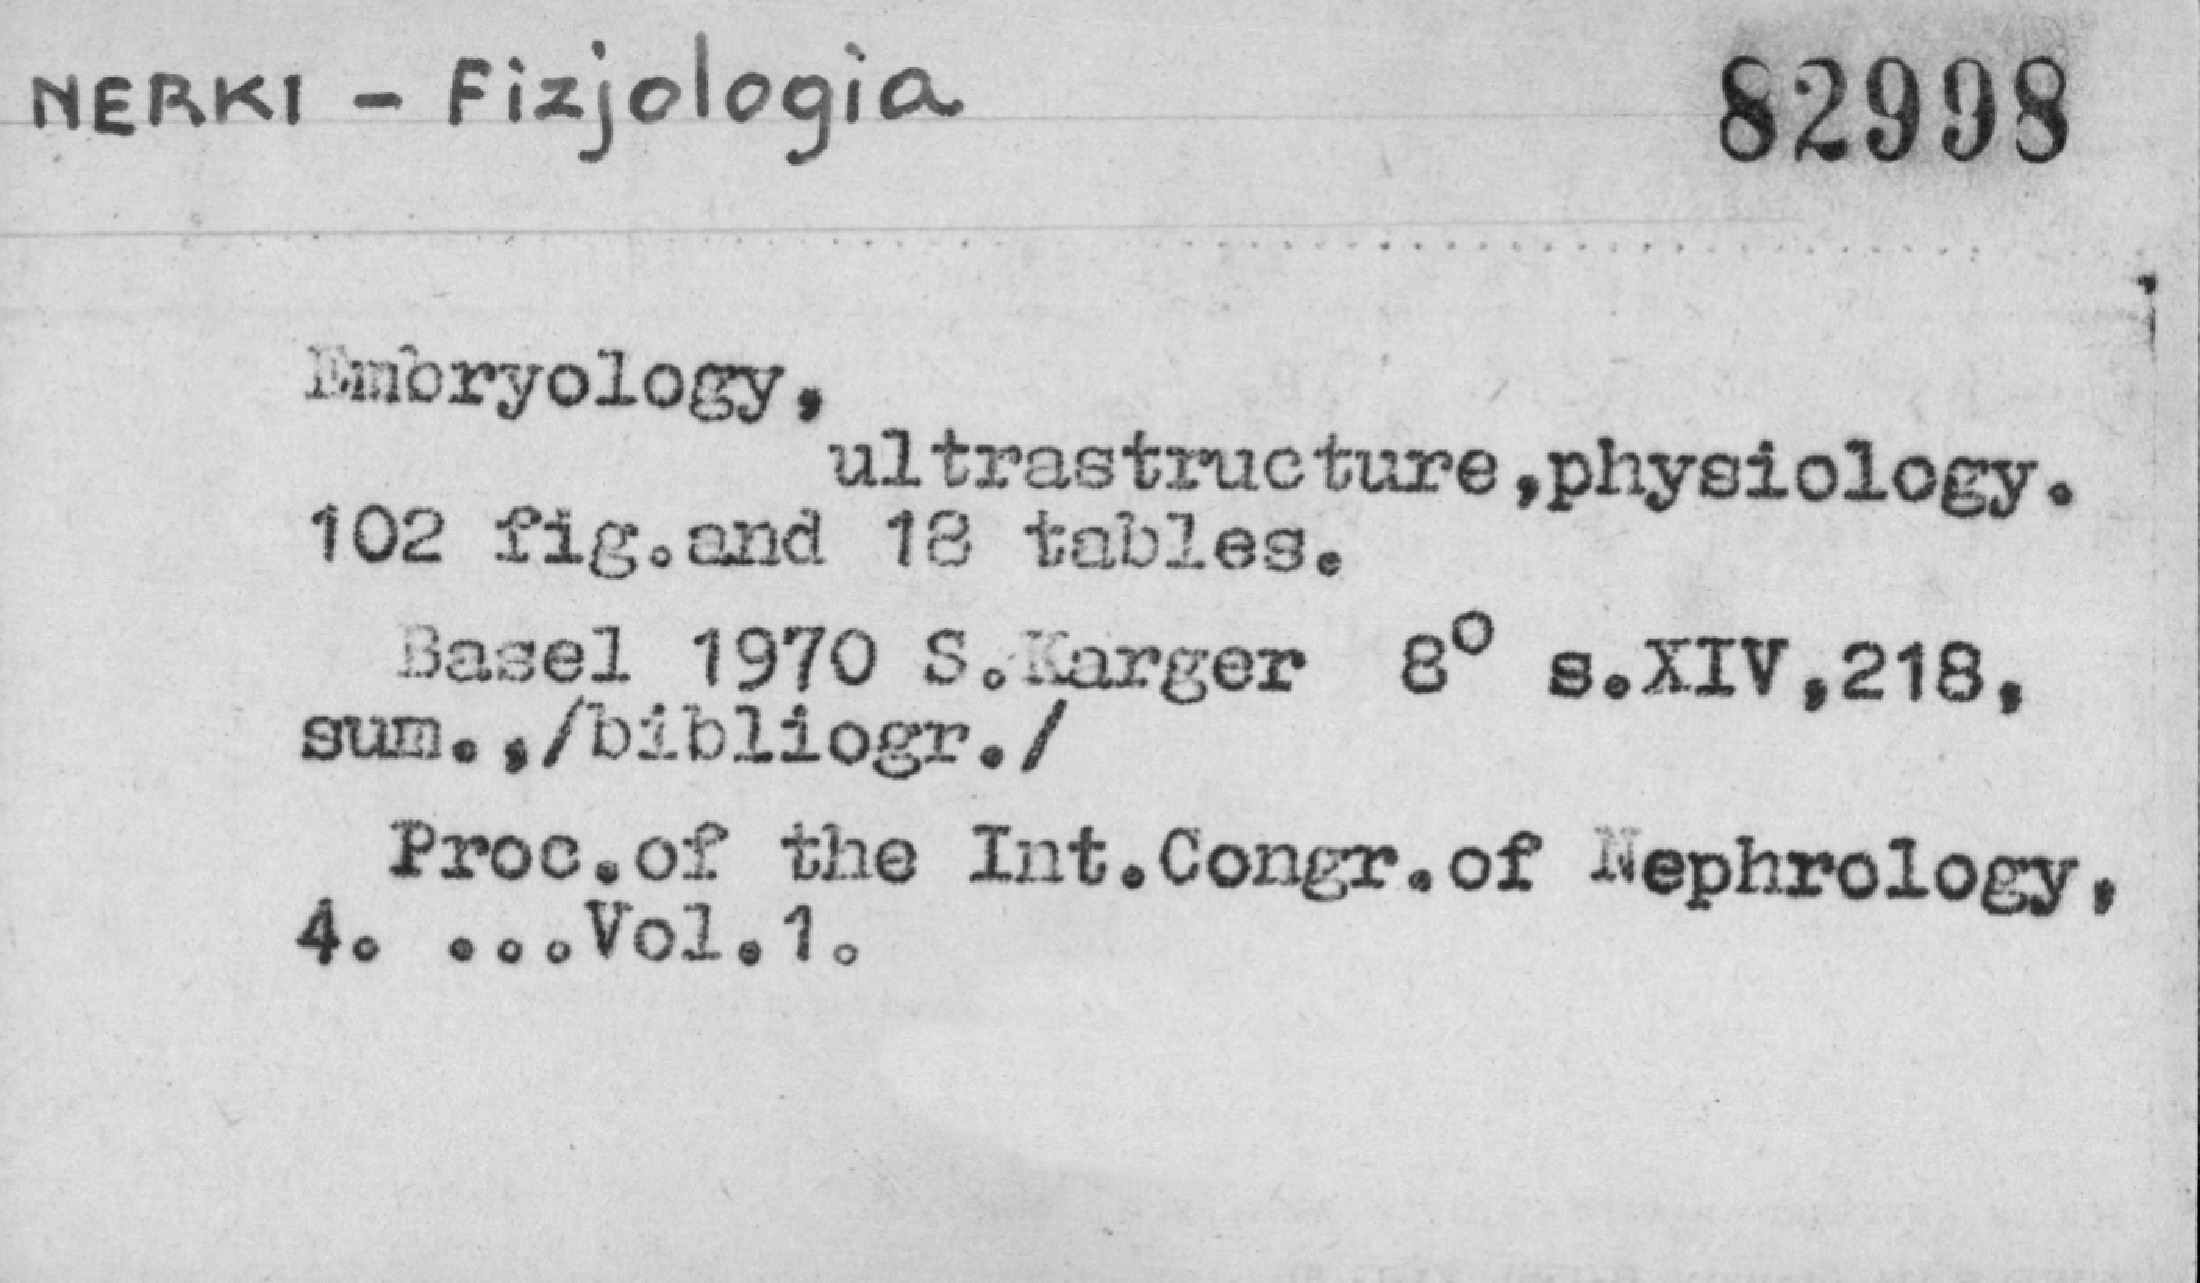 NERKI - Fizjologia
82998
Embryology,
ultrastructure,physiology.
102 fig.and 18 tables.
Basel 1970 S.Karger 8° s.XIV,218,
sum.,/bibliogr./
Proc.of the Int.Congr.of Nephrology,
4. ...Vol.1.